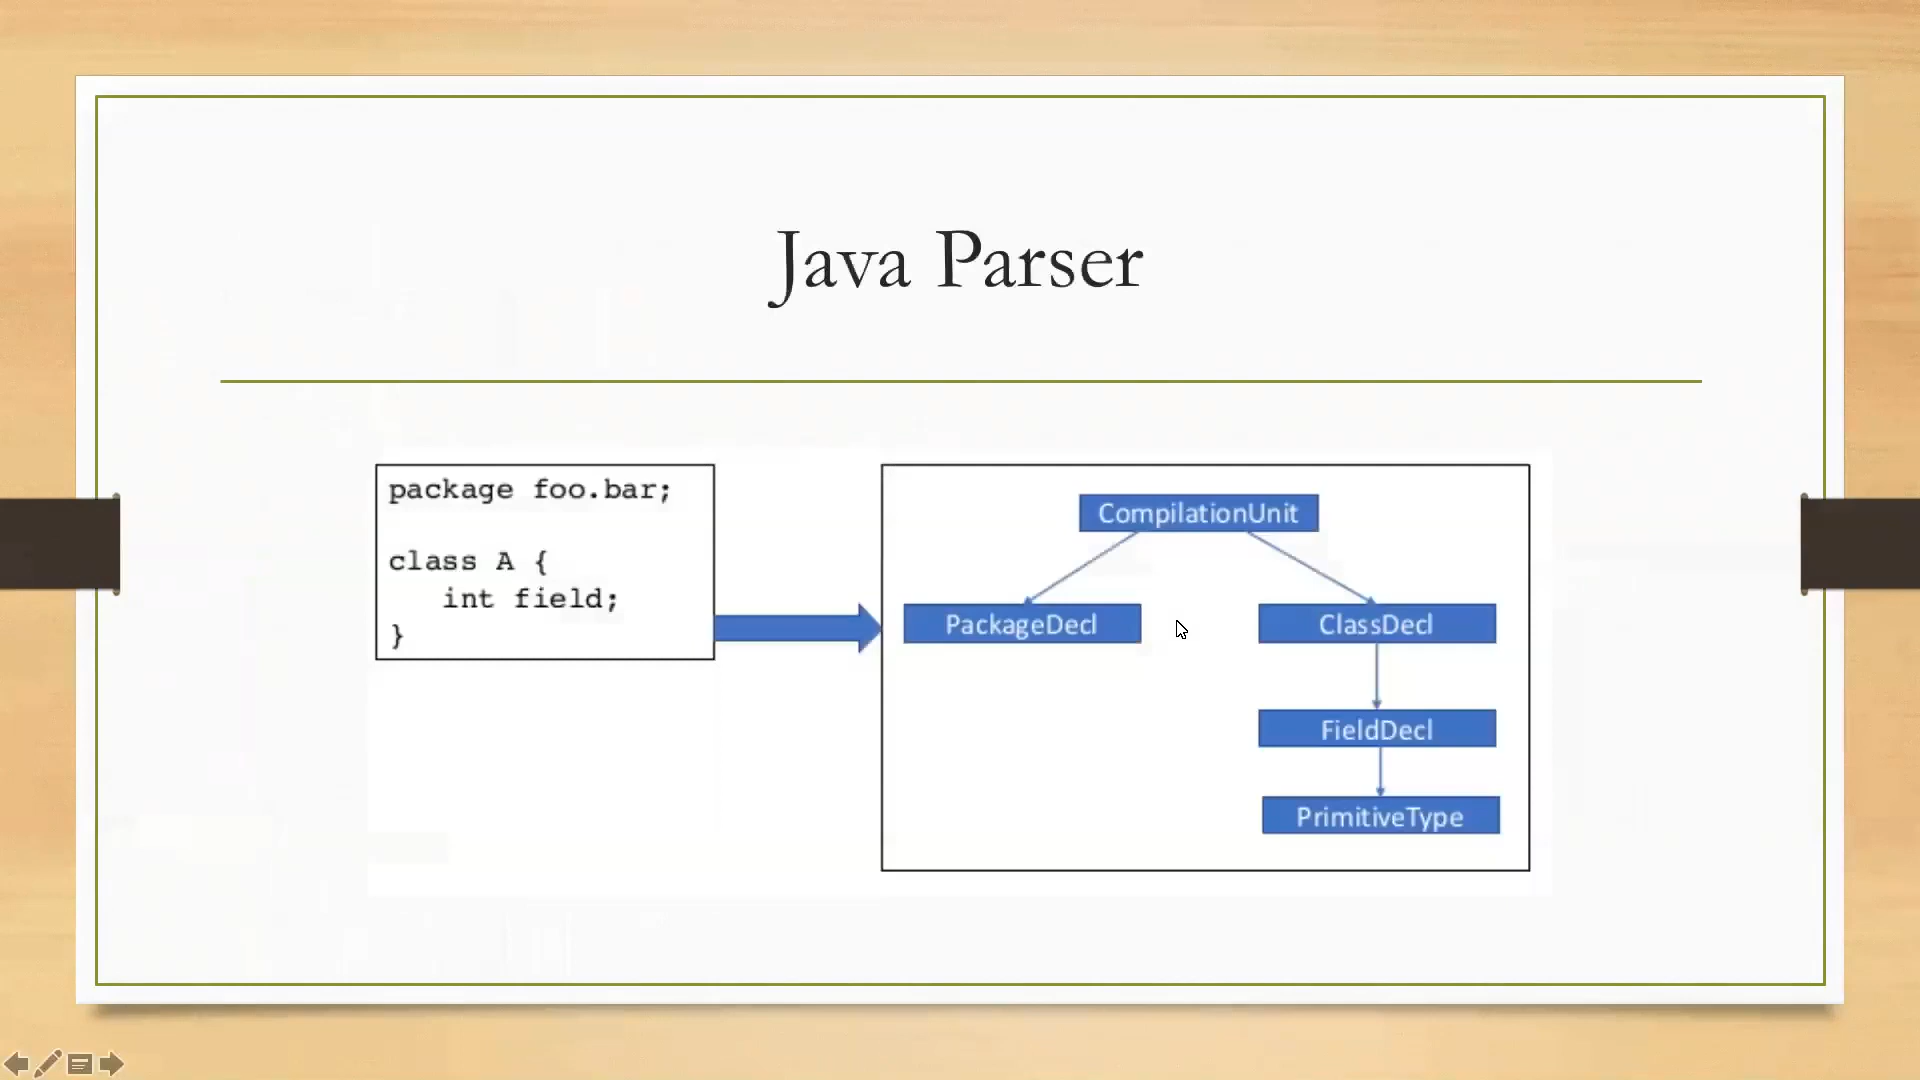 Java Parser
package foo.bar;
class A {
int field;
}
CompilationUnit
PackageDecl
ClassDecl
FieldDecl
PrimitiveType